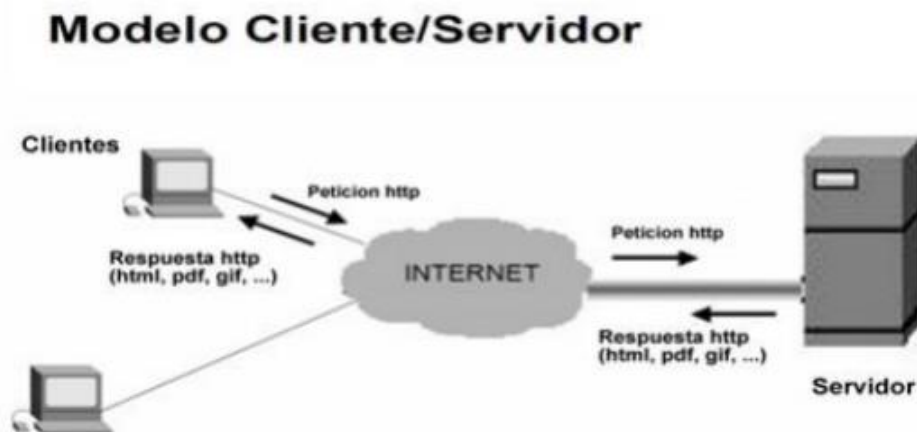 Modelo Cliente/Servidor
Clientes
Peticion http
Respuesta http
(html, pdf, gif, ...)
INTERNET
Peticion http
Respuesta http
(html, pdf, gif, ...)
Servidor